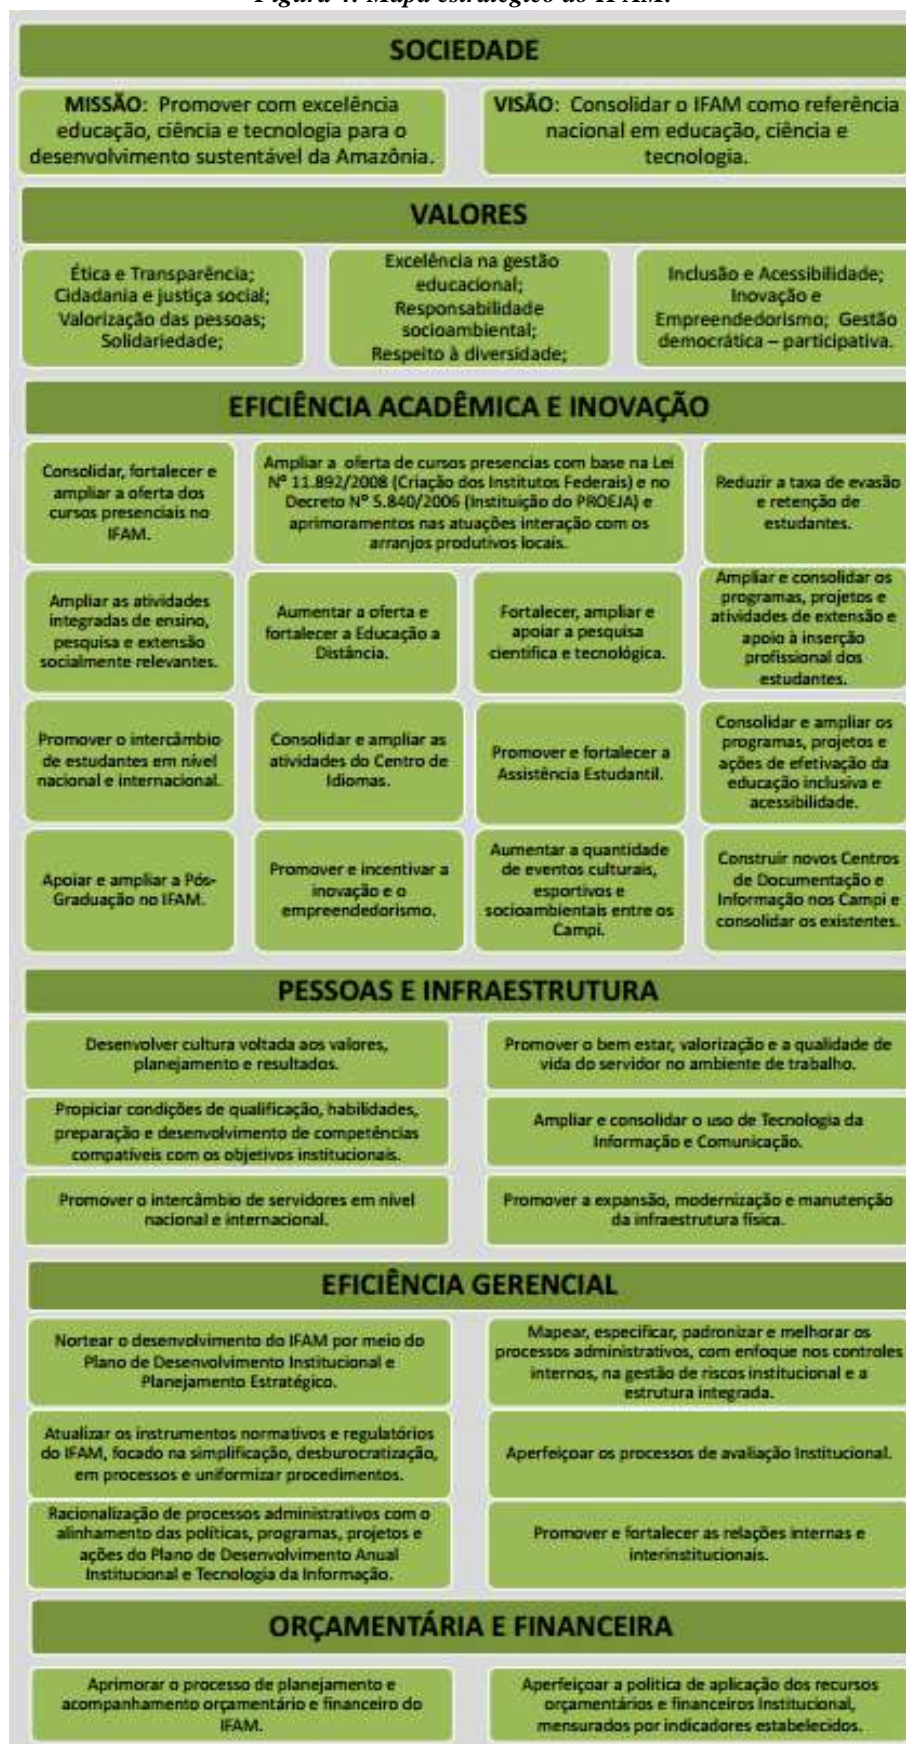 Figura 4. Mapa estratégico do IFAM.
SOCIEDADE
MISSÃO: Promover com excelência
educação, ciência e tecnologia para o
desenvolvimento sustentável da Amazônia.
VISÃO: Consolidar o IFAM como referência
nacional em educação, ciência e
tecnologia.
VALORES
Ética e Transparência;
Cidadania e justiça social;
Valorização das pessoas;
Solidariedade;
Excelência na gestão
educacional;
Responsabilidade
socioambiental;
Respeito à diversidade;
Inclusão e Acessibilidade;
Inovação e
Empreendedorismo; Gestão
democrática – participativa.
EFICIÊNCIA ACADÊMICA E INOVAÇÃO
Consolidar, fortalecer e
ampliar a oferta dos
cursos presenciais no
IFAM.
Ampliar a oferta de cursos presencias com base na Lei
Nº 11.892/2008 (Criação dos Institutos Federais) e no
Decreto Nº 5.840/2006 (Instituição do PROEJA) e
aprimoramentos nas atuações interação com os
arranjos produtivos locais.
Reduzir a taxa de evasão
e retenção de
estudantes.
Ampliar as atividades
integradas de ensino,
pesquisa e extensão
socialmente relevantes.
Aumentar a oferta e
fortalecer a Educação a
Distância.
Fortalecer, ampliar e
apoiar a pesquisa
cientifica e tecnológica.
Ampliar e consolidar os
programas, projetos e
atividades de extensão e
apoio à inserção
profissional dos
estudantes.
Promover o intercâmbio
de estudantes em nível
nacional e internacional.
Consolidar e ampliar as
atividades do Centro de
Idiomas.
Promover e fortalecer a
Assistência Estudantil.
Consolidar e ampliar os
programas, projetos e
ações de efetivação da
educação inclusiva e
acessibilidade.
Apoiar e ampliar a Pós-
Graduação no IFAM.
Promover e incentivar a
inovação e o
empreendedorismo.
Aumentar a quantidade
de eventos culturais,
esportivos e
socioambientais entre os
Campi.
Construir novos Centros
de Documentação e
Informação nos Campi e
consolidar os existentes.
PESSOAS E INFRAESTRUTURA
Desenvolver cultura voltada aos valores,
planejamento e resultados.
Promover o bem estar, valorização e a qualidade de
vida do servidor no ambiente de trabalho.
Propiciar condições de qualificação, habilidades,
preparação e desenvolvimento de competências
compatíveis com os objetivos institucionais.
Ampliar e consolidar o uso de Tecnologia da
Informação e Comunicação.
Promover o intercâmbio de servidores em nível
nacional e internacional.
Promover a expansão, modernização e manutenção
da infraestrutura física.
EFICIÊNCIA GERENCIAL
Nortear o desenvolvimento do IFAM por meio do
Plano de Desenvolvimento Institucional e
Planejamento Estratégico.
Mapear, especificar, padronizar e melhorar os
processos administrativos, com enfoque nos controles
internos, na gestão de riscos institucional e a
estrutura integrada.
Atualizar os instrumentos normativos e regulatórios
do IFAM, focado na simplificação, desburocratização,
em processos e uniformizar procedimentos.
Aperfeiçoar os processos de avaliação Institucional.
Racionalização de processos administrativos com o
alinhamento das políticas, programas, projetos e
ações do Plano de Desenvolvimento Anual
Institucional e Tecnologia da Informação.
Promover e fortalecer as relações internas e
interinstitucionais.
ORÇAMENTÁRIA E FINANCEIRA
Aprimorar o processo de planejamento e
acompanhamento orçamentário e financeiro do
IFAM.
Aperfeiçoar a politica de aplicação dos recursos
orçamentários e financeiros Institucional,
mensurados por indicadores estabelecidos.